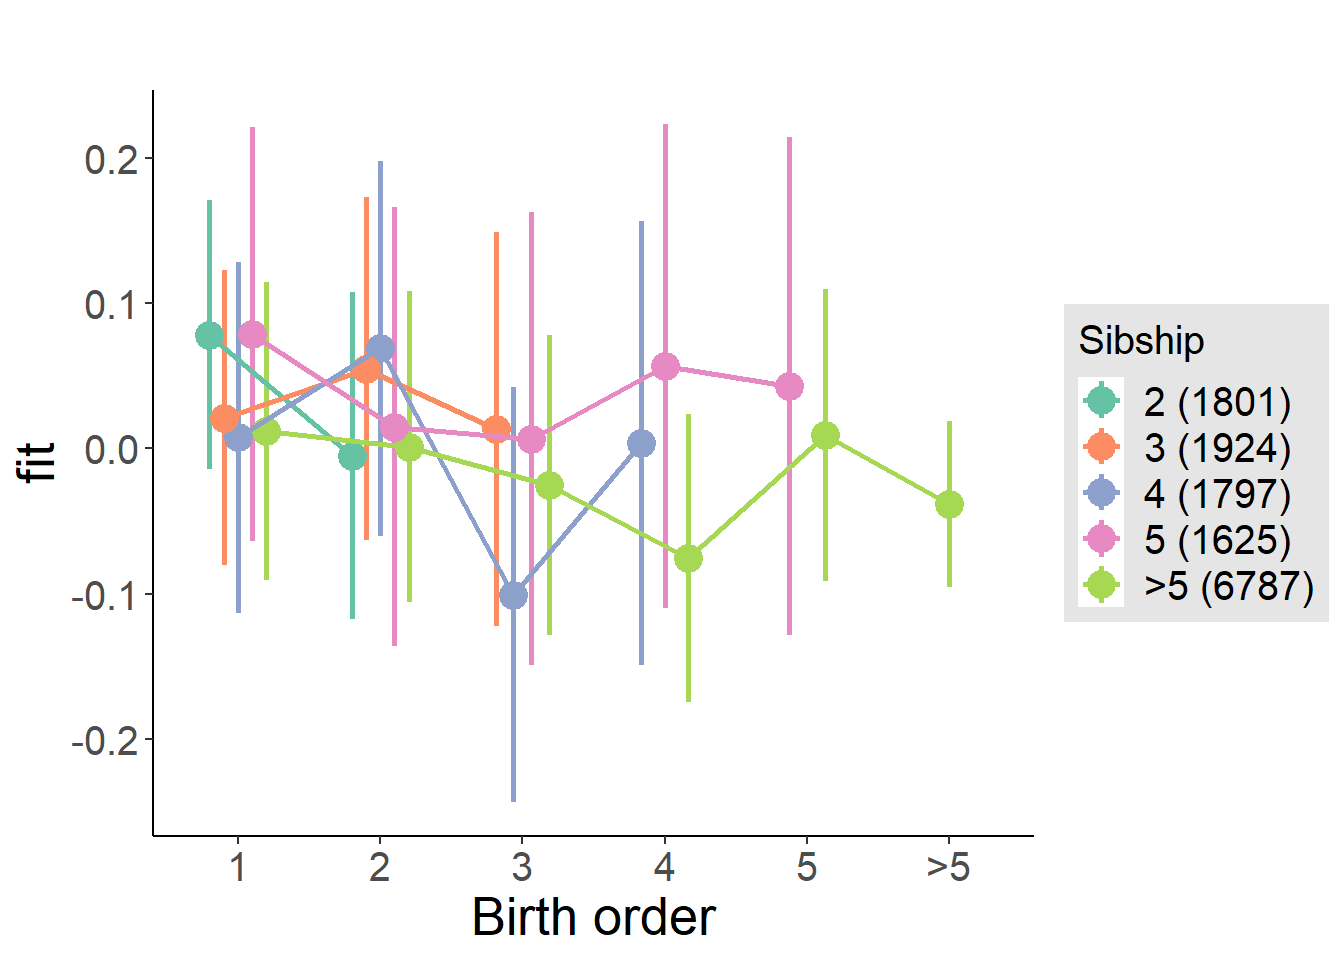 fit
0.2
0.1
0.0
-0.1
-0.2
1 2 3 4 5 >5
Birth order
Sibship
2 (1801)
3 (1924)
4 (1797)
5 (1625)
>5 (6787)